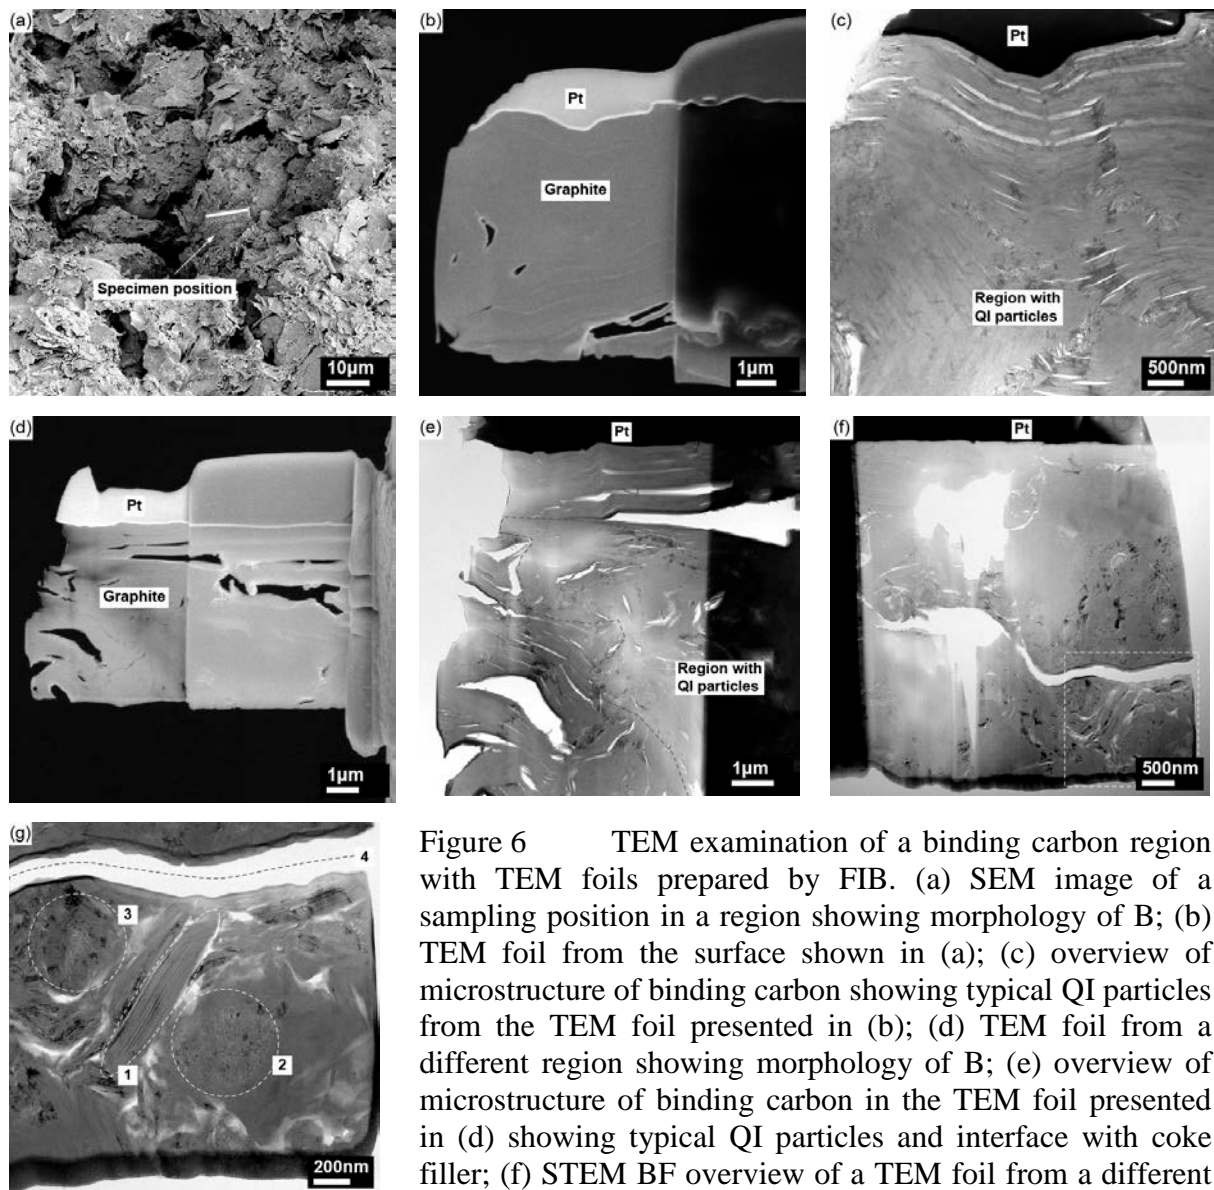 (a)
Specimen position
10µm
(b)
Pt
Graphite
1µm
(c)
Pt
Region with
QI particles
500nm
(d)
Pt
Graphite
1µm
(e)
Pt
Region with
QI particles
1µm
(f)
Pt
500nm
(g)
4
3
1
2
200nm
Figure 6 TEM examination of a binding carbon region
with TEM foils prepared by FIB. (a) SEM image of a
sampling position in a region showing morphology of B; (b)
TEM foil from the surface shown in (a); (c) overview of
microstructure of binding carbon showing typical QI particles
from the TEM foil presented in (b); (d) TEM foil from a
different region showing morphology of B; (e) overview of
microstructure of binding carbon in the TEM foil presented
in (d) showing typical QI particles and interface with coke
filler; (f) STEM BF overview of a TEM foil from a different